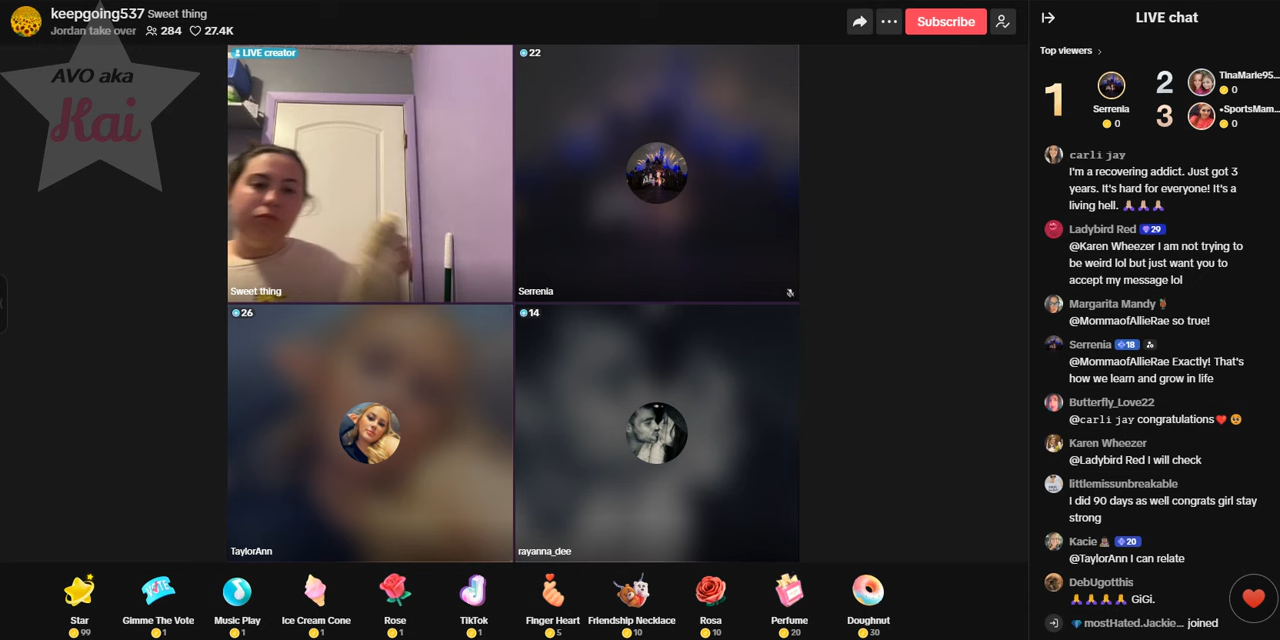 keepgoing537 Sweet thing
Jordan take over 284 27.4K
Subscribe
AVO aka
Kai
LIVE creator
Sweet thing
22
Serrenia
26
TaylorAnn
14
rayanna_dee
Star
99
Gimme The Vote
1
Music Play
1
Ice Cream Cone
1
Rose
1
TikTok
1
Finger Heart
5
Friendship Necklace
10
Rosa
10
Perfume
20
Doughnut
30
LIVE chat
Top viewers
1
Serrenia
0
2
TinaMarie95...
0
3
•SportsMam...
0
carli jay
I'm a recovering addict. Just got 3
years. It's hard for everyone! It's a
living hell. 🙏🙏🙏
Ladybird Red 29
@Karen Wheezer I am not trying to
be weird lol but just want you to
accept my message lol
Margarita Mandy
@MommaofAllieRae so true!
Serrenia 18
@MommaofAllieRae Exactly! That's
how we learn and grow in life
Butterfly_Love22
@carli jay congratulations❤️🥹
Karen Wheezer
@Ladybird Red I will check
littlemissunbreakable
I did 90 days as well congrats girl stay
strong
Kacie 20
@TaylorAnn I can relate
DebUgotthis
🙏🙏🙏🙏 GiGi.
mostHated.Jackie... joined